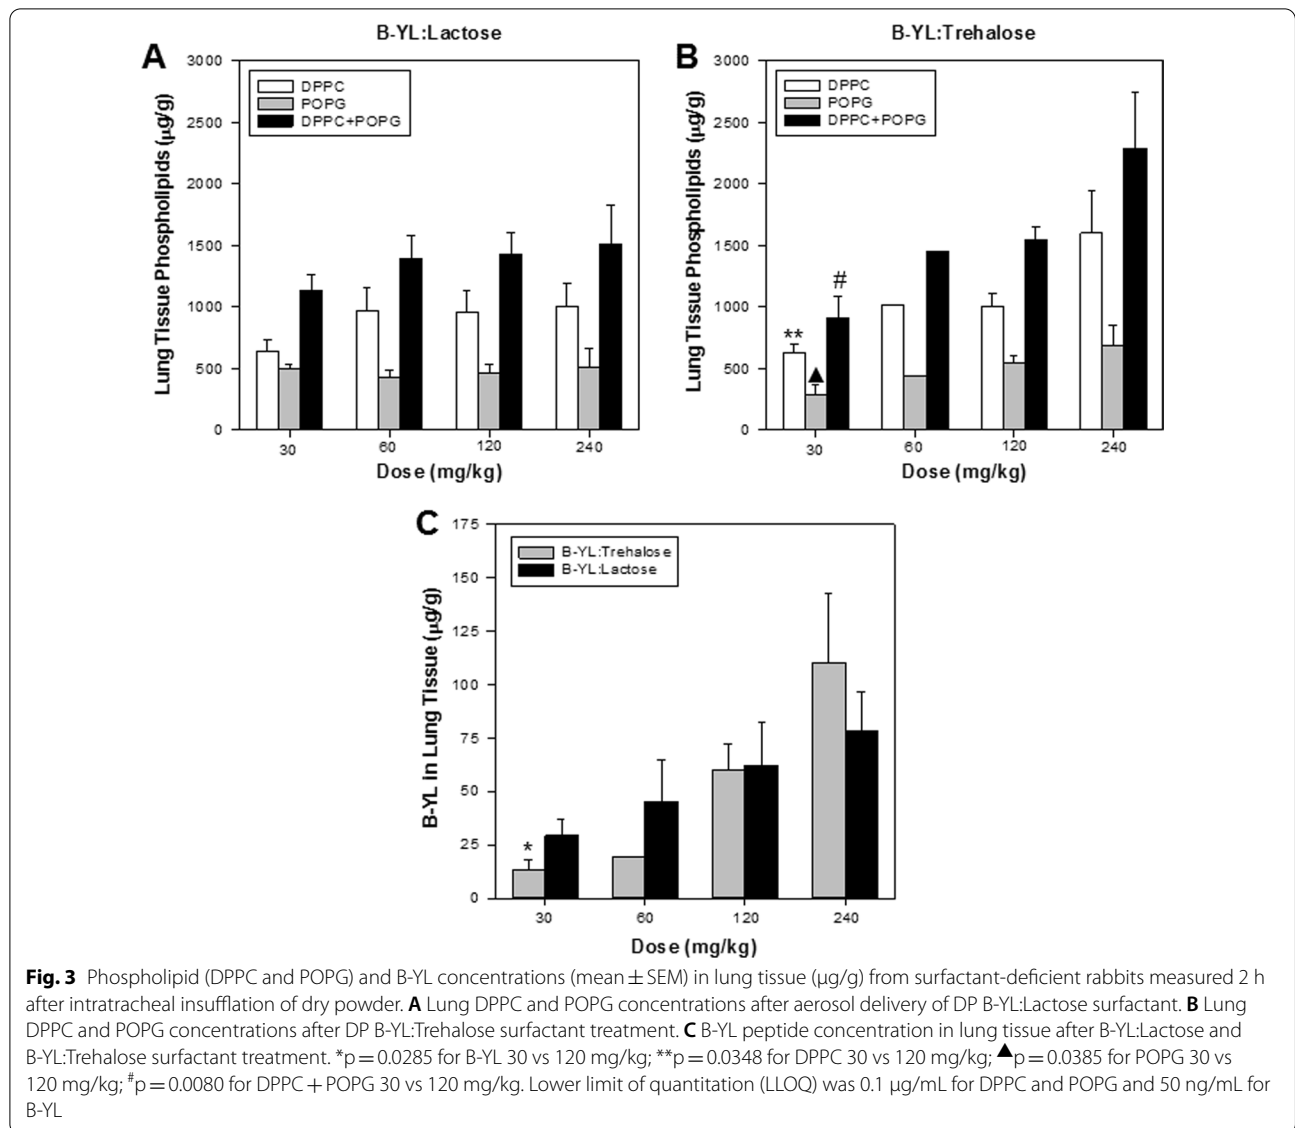 B-YL:Lactose
A
3000
2500
2000
1500
1000
500
0
Lung Tissue Phospholipids (μg/g)
DPPC
POPG
DPPC+POPG
30 60 120 240
Dose (mg/kg)
B-YL:Trehalose
B
3000
2500
2000
1500
1000
500
0
Lung Tissue Phospholipids (μg/g)
DPPC
POPG
DPPC+POPG
**
▲
#
30 60 120 240
Dose (mg/kg)
C
175
150
125
100
75
50
25
0
B-YL in Lung Tissue (μg/g)
B-YL:Trehalose
B-YL:Lactose
*
30 60 120 240
Dose (mg/kg)
Fig. 3 Phospholipid (DPPC and POPG) and B-YL concentrations (mean ± SEM) in lung tissue (μg/g) from surfactant-deficient rabbits measured 2 h
after intratracheal insufflation of dry powder. A Lung DPPC and POPG concentrations after aerosol delivery of DP B-YL:Lactose surfactant. B Lung
DPPC and POPG concentrations after DP B-YL:Trehalose surfactant treatment. C B-YL peptide concentration in lung tissue after B-YL:Lactose and
B-YL:Trehalose surfactant treatment. *p = 0.0285 for B-YL 30 vs 120 mg/kg; **p = 0.0348 for DPPC 30 vs 120 mg/kg; ▲p = 0.0385 for POPG 30 vs
120 mg/kg; #p = 0.0080 for DPPC + POPG 30 vs 120 mg/kg. Lower limit of quantitation (LLOQ) was 0.1 μg/mL for DPPC and POPG and 50 ng/mL for
B-YL